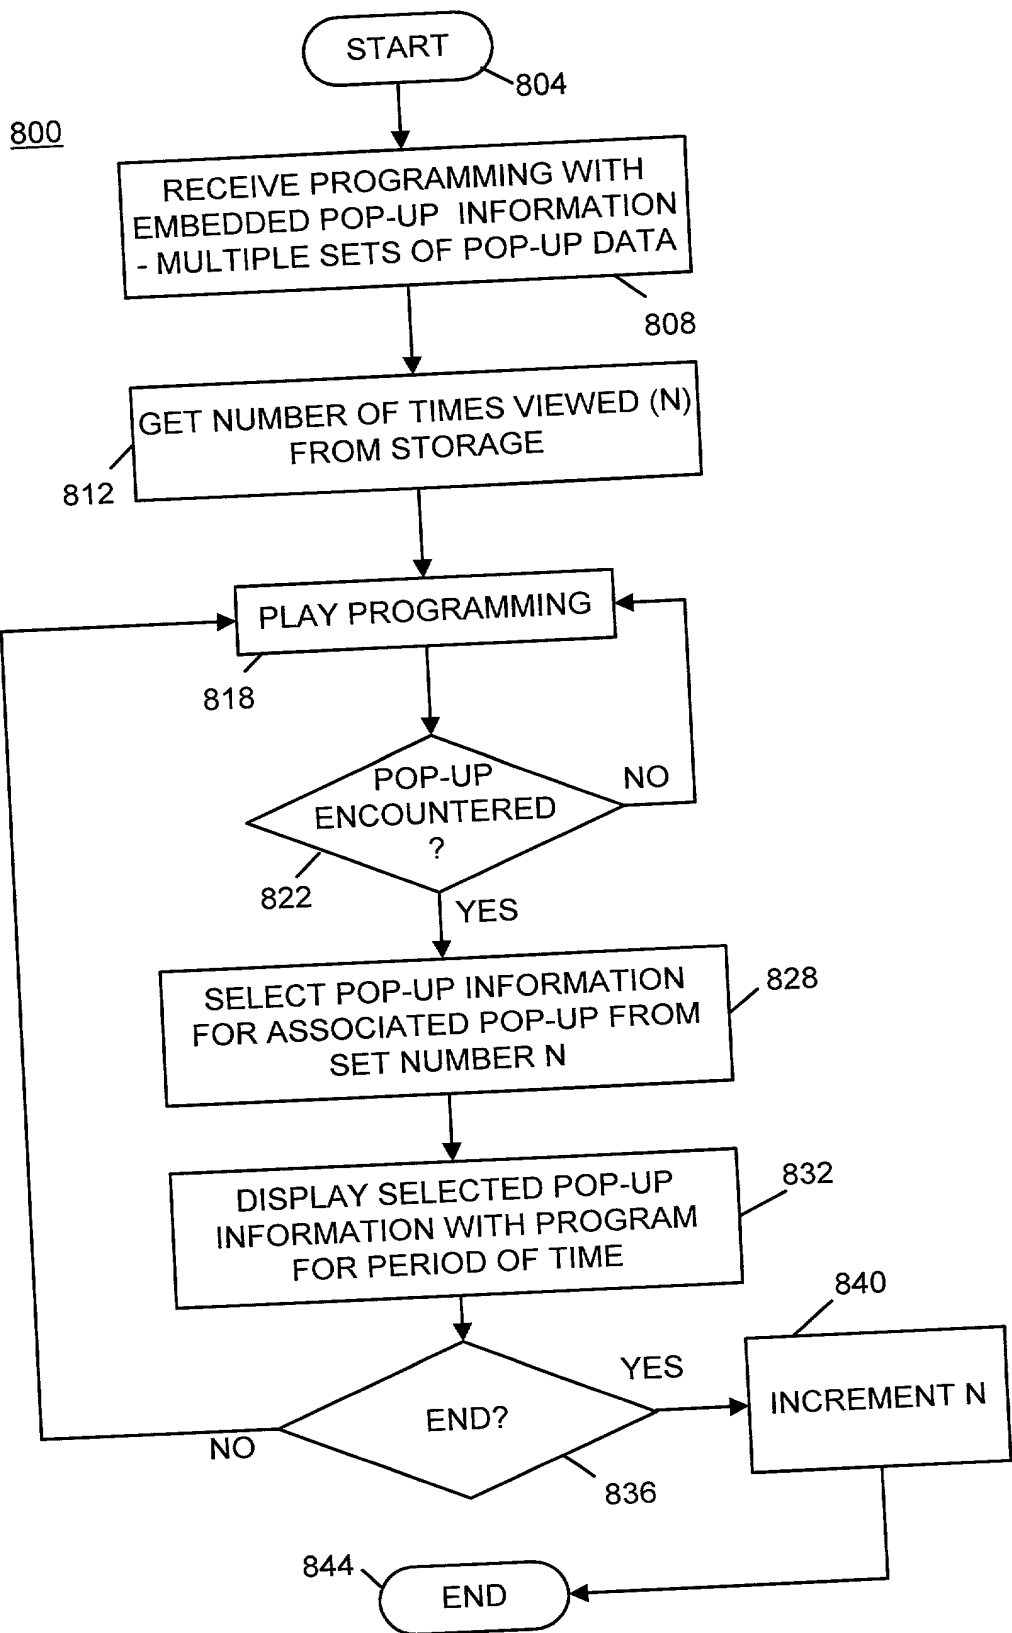 START
804
800
RECEIVE PROGRAMMING WITH
EMBEDDED POP-UP INFORMATION
- MULTIPLE SETS OF POP-UP DATA
808
GET NUMBER OF TIMES VIEWED (N)
FROM STORAGE
812
PLAY PROGRAMMING
818
POP-UP
ENCOUNTERED
?
NO
822
YES
SELECT POP-UP INFORMATION
FOR ASSOCIATED POP-UP FROM
SET NUMBER N
828
DISPLAY SELECTED POP-UP
INFORMATION WITH PROGRAM
FOR PERIOD OF TIME
832
840
YES
END?
INCREMENT N
NO
836
844
END